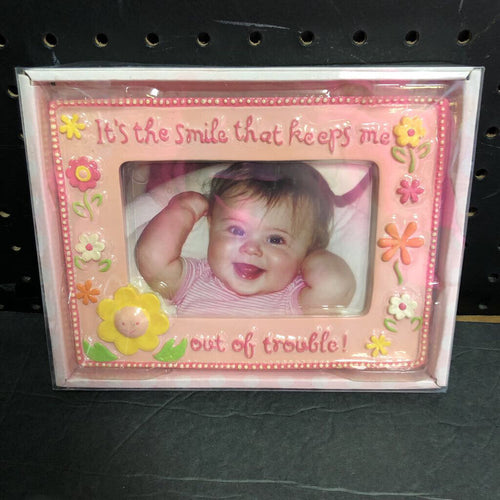 It's the smile that keeps me
out of trouble!